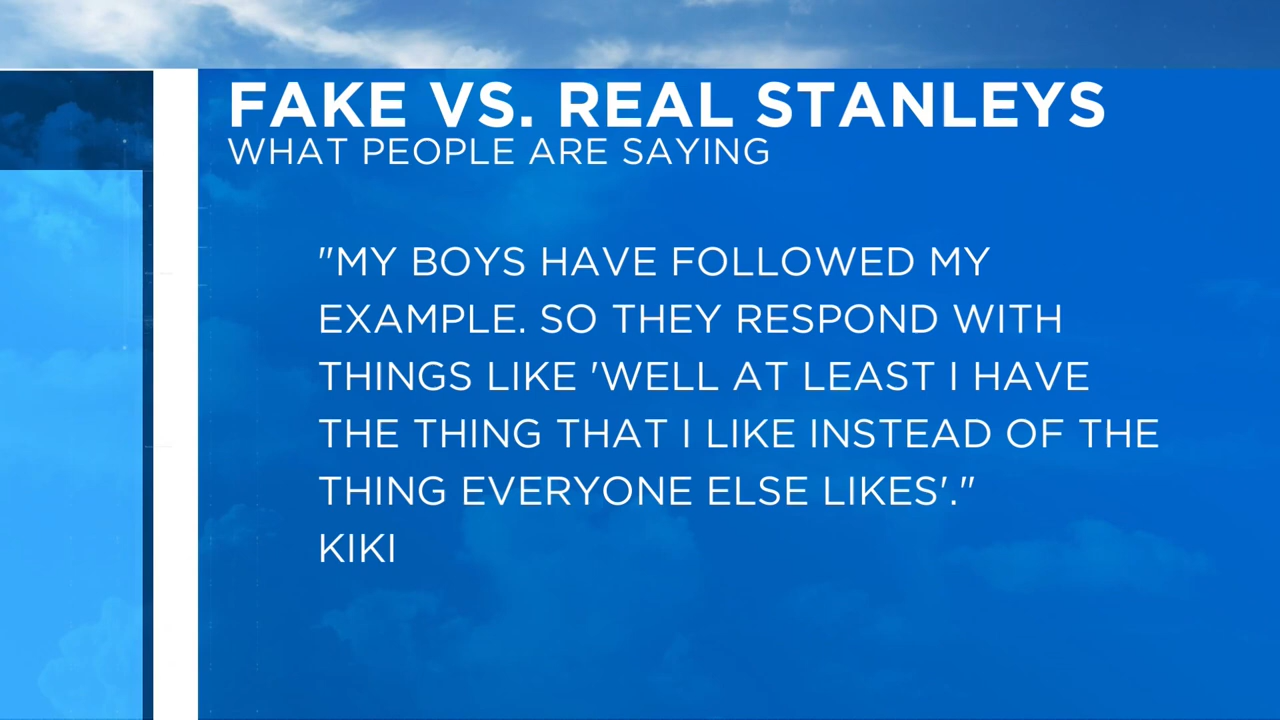 FAKE VS. REAL STANLEYS
WHAT PEOPLE ARE SAYING
"MY BOYS HAVE FOLLOWED MY
EXAMPLE. SO THEY RESPOND WITH
THINGS LIKE 'WELL AT LEAST I HAVE
THE THING THAT I LIKE INSTEAD OF THE
THING EVERYONE ELSE LIKES'."
KIKI